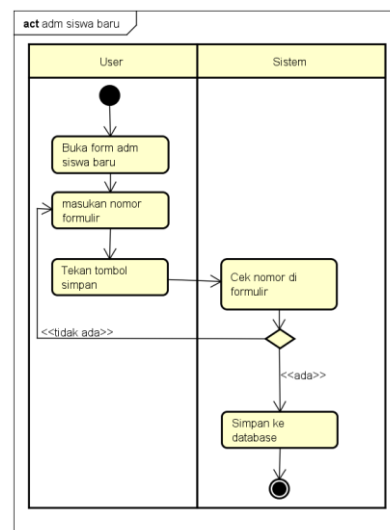 act adm siswa baru
User
Sistem
Buka form adm
siswa baru
masukan nomor
formulir
Tekan tombol
simpan
Cek nomor di
formulir
<<tidak ada>>
<<ada>>
Simpan ke
database